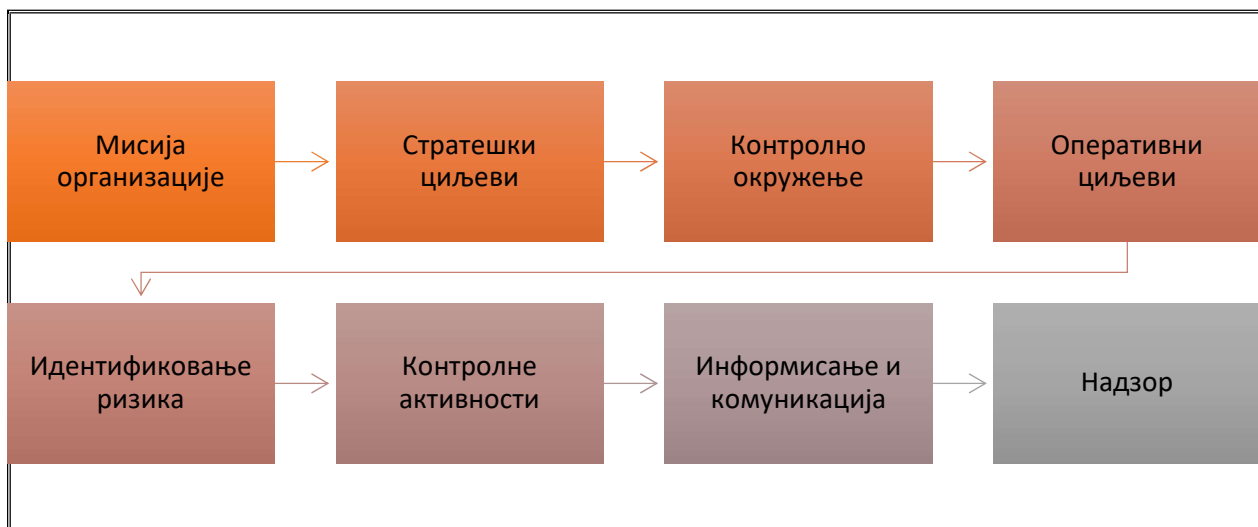 Мисија
организације
Стратешки
циљеви
Контролно
окружење
Оперативни
циљеви
Идентификовање
ризика
Контролне
активности
Информисање и
комуникација
Надзор